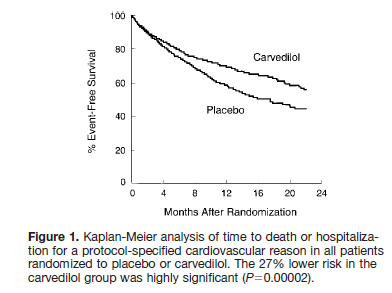 100
80
60
40
20
0
% Event-Free Survival
Carvedilol
Placebo
0 4 8 12 16 20 24
Months After Randomization
Figure 1. Kaplan-Meier analysis of time to death or hospitaliza-
tion for a protocol-specified cardiovascular reason in all patients
randomized to placebo or carvedilol. The 27% lower risk in the
carvedilol group was highly significant (P=0.00002).